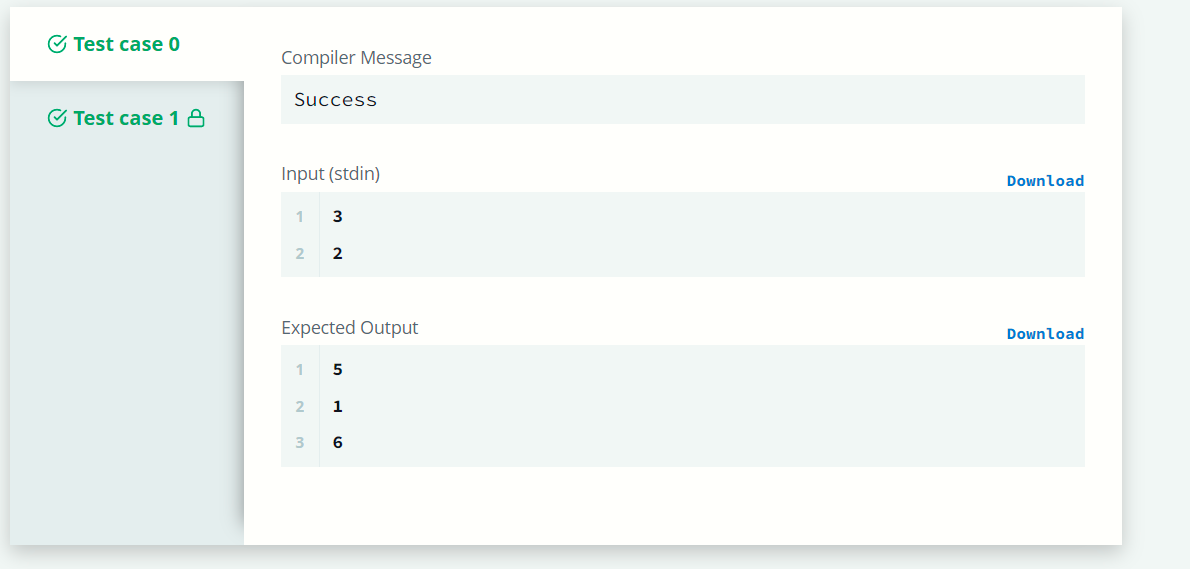 Test case 0
Test case 1
Compiler Message
Success
Input (stdin)
Download
1 3
2 2
Expected Output
Download
1 5
2 1
3 6